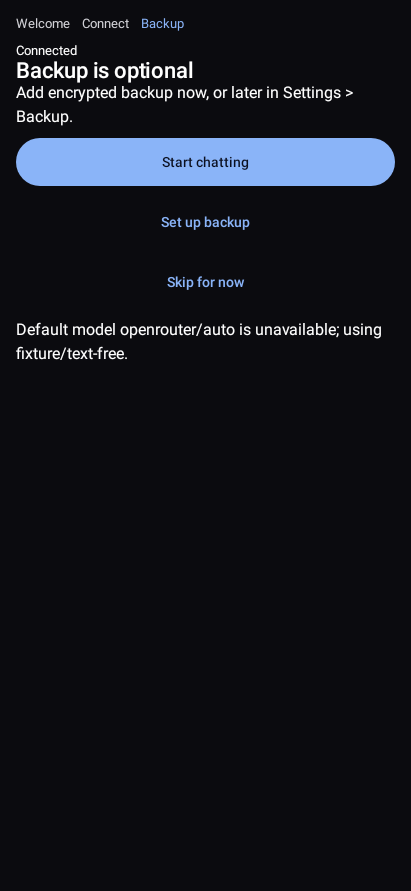 Welcome Connect Backup
Connected
Backup is optional
Add encrypted backup now, or later in Settings >
Backup.
Start chatting
Set up backup
Skip for now
Default model openrouter/auto is unavailable; using
fixture/text-free.